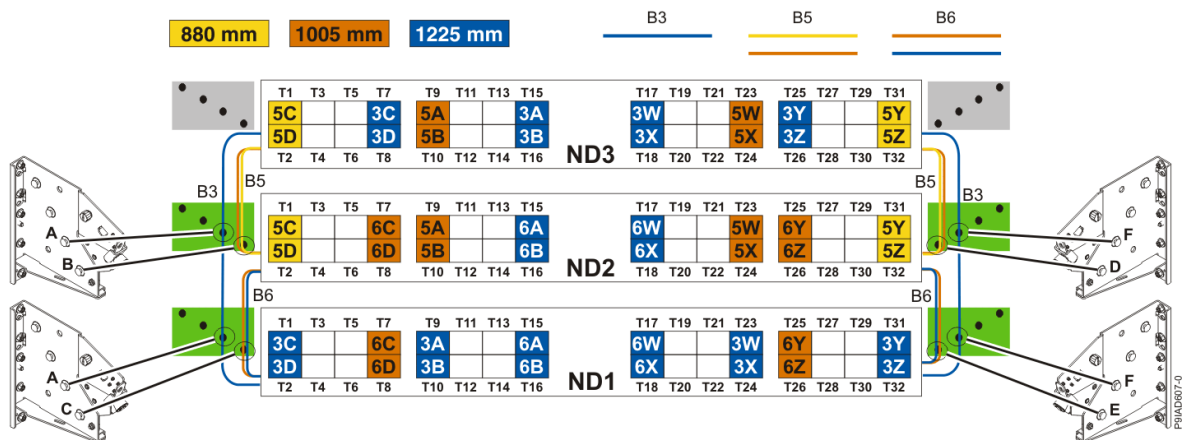 880 mm 1005 mm 1225 mm B3 B5 B6
T1 T3 T5 T7 T9 T11 T13 T15 T17 T19 T21 T23 T25 T27 T29 T31
5C 3C 5A 3A 3W 5W 3Y 5Y
5D 3D 5B 3B 3X 5X 3Z 5Z
T2 T4 T6 T8 T10 T12 T14 T16 ND3 T18 T20 T22 T24 T26 T28 T30 T32
B3 B5 B5 B3
T1 T3 T5 T7 T9 T11 T13 T15 T17 T19 T21 T23 T25 T27 T29 T31
A 5C 6C 5A 6A 6W 5W 6Y 5Y F
B 5D 6D 5B 6B 6X 5X 6Z 5Z D
T2 T4 T6 T8 T10 T12 T14 T16 ND2 T18 T20 T22 T24 T26 T28 T30 T32
B6 B6
T1 T3 T5 T7 T9 T11 T13 T15 T17 T19 T21 T23 T25 T27 T29 T31
3C 6C 3A 6A 6W 3W 6Y 3Y
A 3D 6D 3B 6B 6X 3X 6Z 3Z F
T2 T4 T6 T8 T10 T12 T14 T16 ND1 T18 T20 T22 T24 T26 T28 T30 T32
C E
P9IAD607-0